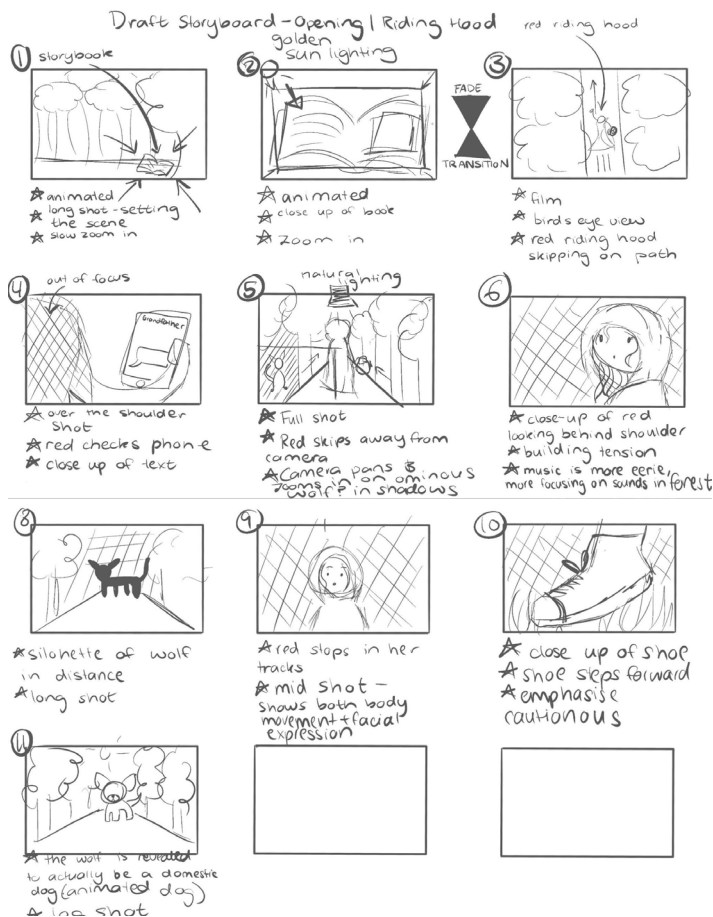 Draft Storyboard - Opening / Riding Hood
red riding hood
golden
sun lighting
1
storybook
☆ animated
☆ long shot - setting
the scene
☆ slow zoom in
2
☆ animated
☆ close up of book
☆ zoom in
FADE
TRANSITION
3
☆ film
☆ birds eye view
☆ red riding hood
skipping on path
4
out of focus
Grandfather
☆ over the shoulder
shot
☆ red checks phone
☆ close up of text
natural
lighting
5
☆ Full shot
☆ Red skips away from
camera
☆ Camera pans &
zooms in on ominous
wolf? in shadows
6
☆ close-up of red
looking behind shoulder
☆ building tension
☆ music is more eerie,
more focusing on sounds in forest
8
☆ silohette of wolf
in distance
☆ long shot
9
☆ red stops in her
tracks
☆ mid shot -
shows both body
movement + facial
expression
10
☆ close up of shoe
☆ shoe steps forward
☆ emphasise
cautionous
11
☆ the wolf is revealed
to actually be a domestic
dog (animated dog)
☆ log shot